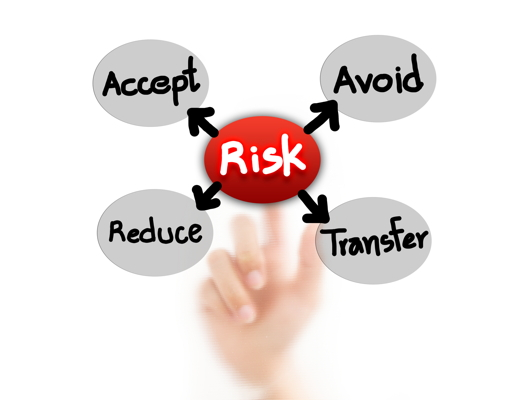 Accept
Avoid
Risk
Reduce
Transfer